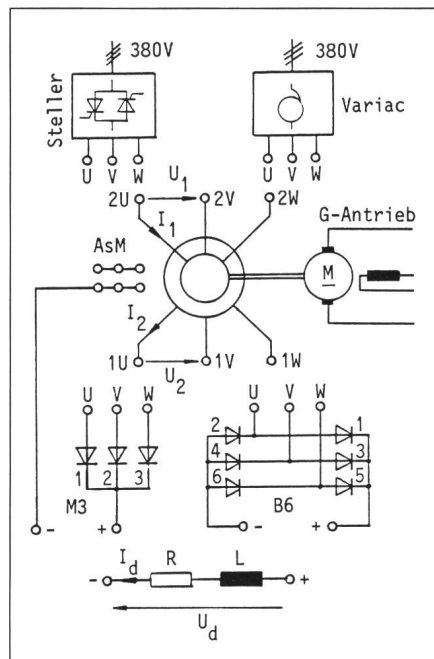 380V 380V
Steller
Variac
U V W U V W
2U U1 2V 2W
G-Antrieb
I1
AsM
M
I2
1U U2 1V 1W
U V W U V W
2 1
4 3
1 2 3 6 5
M3 B6
- + - +
Id R L
- +
Ud